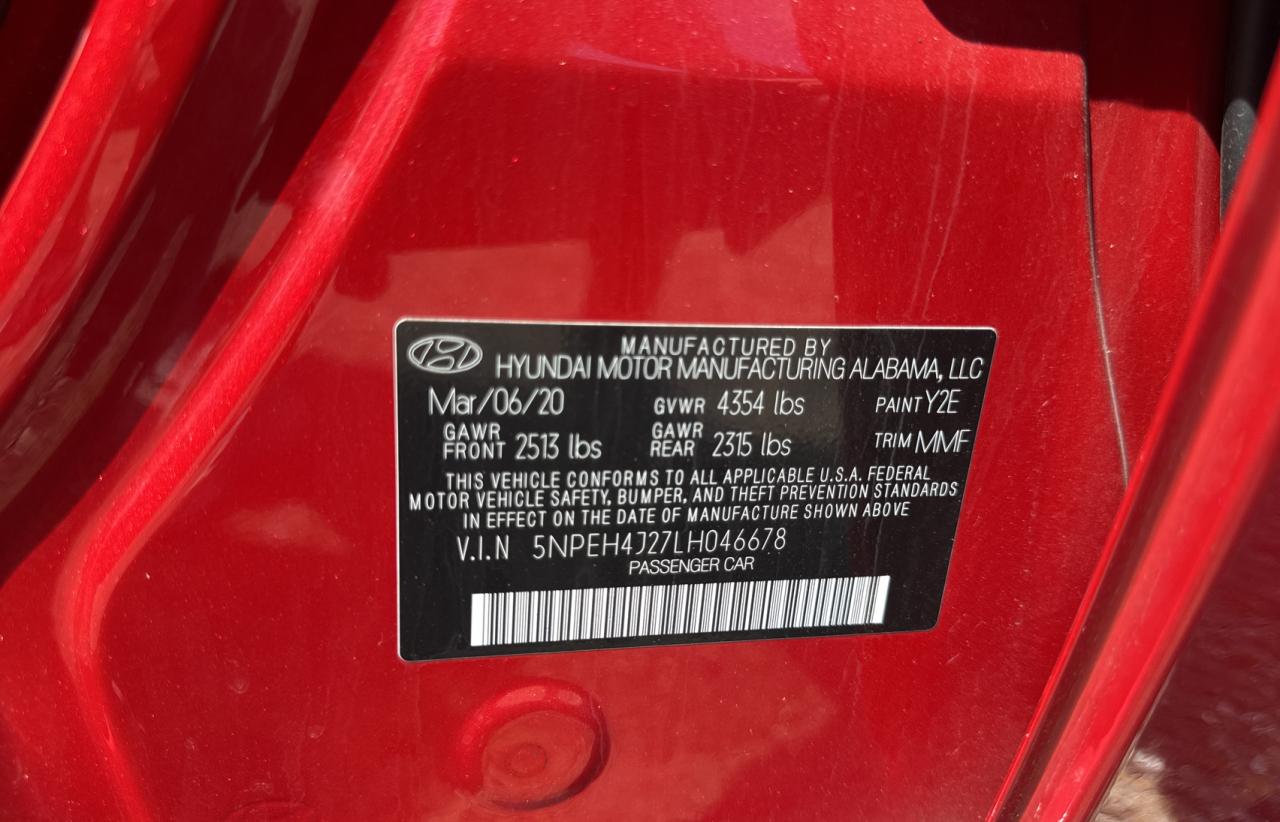 MANUFACTURED BY
HYUNDAI MOTOR MANUFACTURING ALABAMA, LLC
Mar/06/20 GVWR 4354 lbs PAINT Y2E
GAWR FRONT 2513 lbs GAWR REAR 2315 lbs TRIM MMF
THIS VEHICLE CONFORMS TO ALL APPLICABLE U.S.A. FEDERAL
MOTOR VEHICLE SAFETY, BUMPER, AND THEFT PREVENTION STANDARDS
IN EFFECT ON THE DATE OF MANUFACTURE SHOWN ABOVE
V.I.N 5NPEH4J27LH046678
PASSENGER CAR